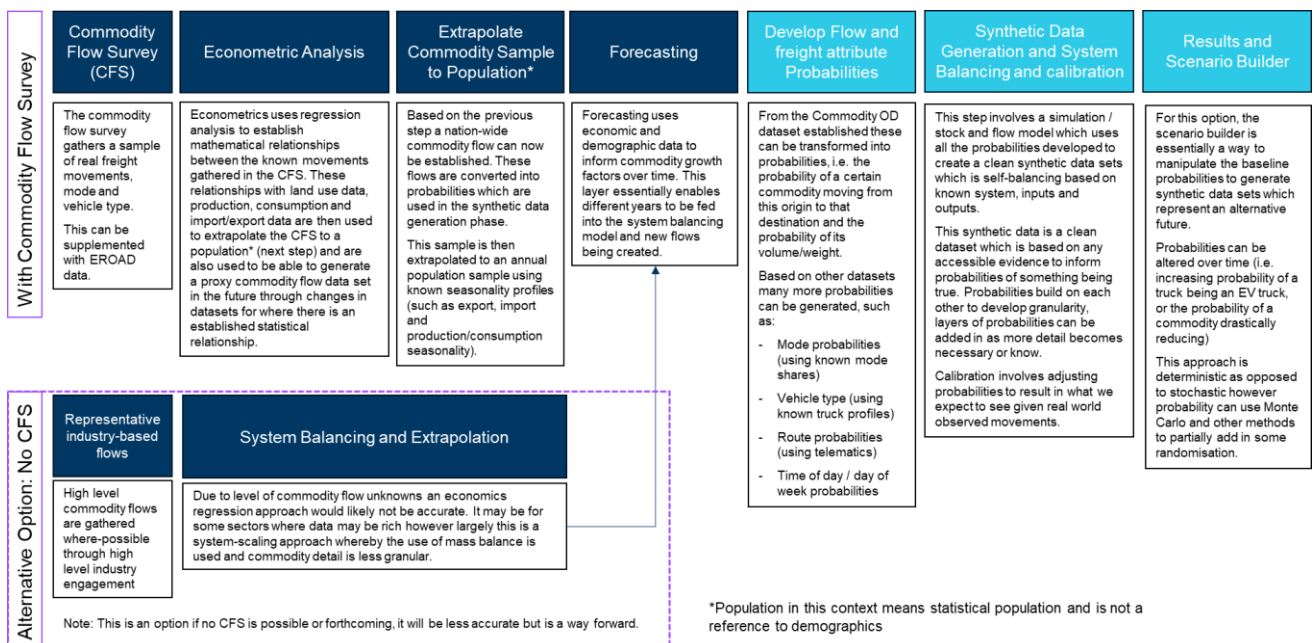 With Commodity Flow Survey
Commodity
Flow Survey
(CFS)
The commodity
flow survey
gathers a
sample of
real freight
movements,
mode and
vehicle type.
This can be
supplemented
with EROAD
data.
Econometric Analysis
Econometrics uses regression
analysis to establish
mathematical relationships
between the known movements
gathered in the CFS. These
relationships with land use data,
production, consumption and
import/export data are then used
to extrapolate the CFS to a
population* (next step) and are
also used to be able to generate
a proxy commodity flow data set
in the future through changes in
datasets for where there is an
established statistical
relationship.
Extrapolate
Commodity Sample
to Population*
Based on the previous
step a nation-wide
commodity flow can now
be established. These
flows are converted into
probabilities which are
used in the synthetic data
generation phase.
This sample is then
extrapolated to an annual
population sample using
known seasonality profiles
(such as export, import
and
production/consumption
seasonality).
Forecasting
Forecasting uses
economic and
demographic data to
inform commodity growth
factors over time. This
layer essentially enables
different years to be fed
into the system balancing
model and new flows
being created.
Develop Flow and
freight attribute
Probabilities
From the Commodity OD
dataset established these
can be transformed into
probabilities, i.e. the
probability of a certain
commodity moving from
this origin to that
destination and the
probability of its
volume/weight.
Based on other datasets
many more probabilities
can be generated, such
as:
- Mode probabilities
(using known mode
shares)
- Vehicle type (using
known truck profiles)
- Route probabilities
(using telematics)
- Time of day / day of
week probabilities
Synthetic Data
Generation and System
Balancing and calibration
This step involves a simulation /
stock and flow model which uses
all the probabilities developed to
create a clean synthetic data sets
which is self-balancing based on
known system, inputs and
outputs.
This synthetic data is a clean
dataset which is based on any
accessible evidence to inform
probabilities of something being
true. Probabilities build on each
other to develop granularity,
layers of probabilities can be
added in as more detail becomes
necessary or know.
Calibration involves adjusting
probabilities to result in what we
expect to see given real world
observed movements.
Results and
Scenario Builder
For this option, the
scenario builder is
essentially a way to
manipulate the baseline
probabilities to generate
synthetic data sets which
represent an alternative
future.
Probabilities can be
altered over time (i.e.
increasing probability of a
truck being an EV truck,
or the probability of a
commodity drastically
reducing)
This approach is
deterministic as opposed
to stochastic however
probability can use Monte
Carlo and other methods
to partially add in some
randomisation.
Alternative Option: No CFS
Representative
industry-based
flows
High level
commodity flows
are gathered
where-possible
through high
level industry
engagement
System Balancing and Extrapolation
Due to level of commodity flow unknowns an economics
regression approach would likely not be accurate. It may be for
some sectors where data may be rich however largely this is a
system-scaling approach whereby the use of mass balance is
used and commodity detail is less granular.
Note: This is an option if no CFS is possible or forthcoming, it will be less accurate but is a way forward.
*Population in this context means statistical population and is not a
reference to demographics